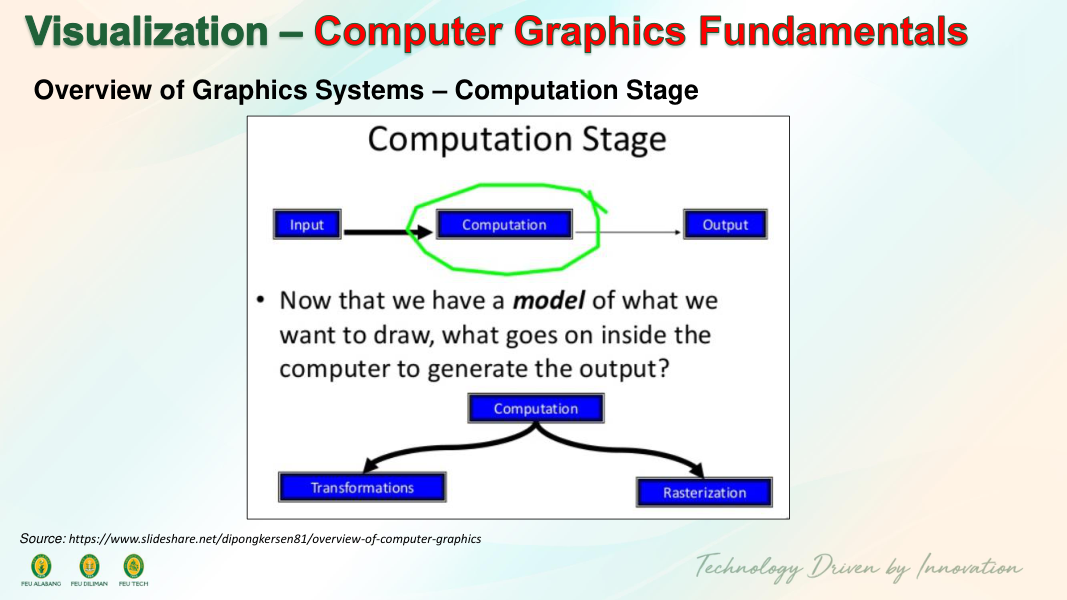 Visualization – Computer Graphics Fundamentals
Overview of Graphics Systems – Computation Stage
Computation Stage
Input
Computation
Output
• Now that we have a model of what we
want to draw, what goes on inside the
computer to generate the output?
Computation
Transformations
Rasterization
Source: https://www.slideshare.net/dipongkersen81/overview-of-computer-graphics
FEU ALABANG
FEU DILIMAN
FEU TECH
Technology Driven by Innovation